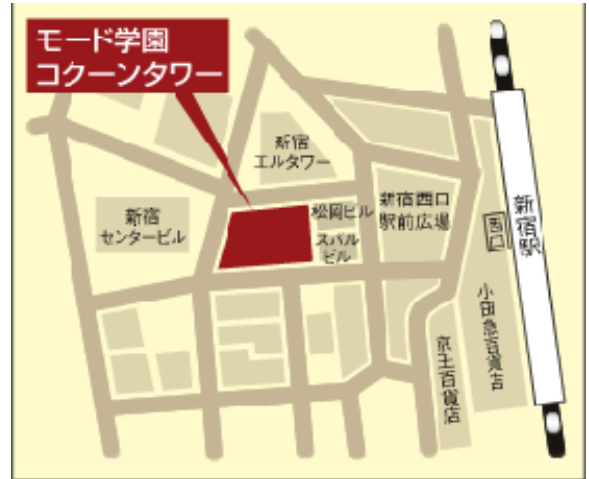 モード学園
コクーンタワー
新宿
エルタワー
新宿
センタービル
松岡ビル
スバル
ビル
新宿西口
駅前広場
西口
新宿駅
小田急百貨店
京王百貨店